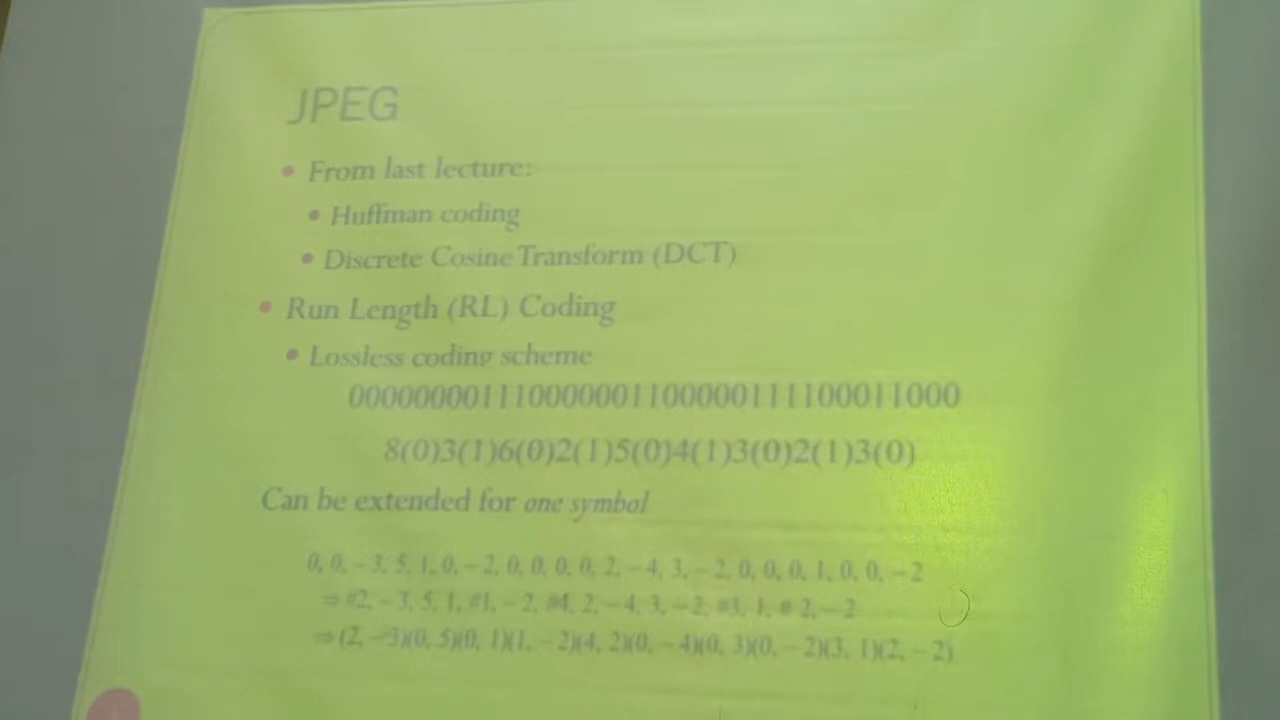 JPEG
• From last lecture:
• Huffman coding
• Discrete Cosine Transform (DCT)
• Run Length (RL) Coding
• Lossless coding scheme
000000001110000001100000111100011000
8(0)3(1)6(0)2(1)5(0)4(1)3(0)2(1)3(0)
Can be extended for one symbol
0, 0, −3, 5, 1, 0, −2, 0, 0, 0, 0, 2, −4, 3, −2, 0, 0, 0, 1, 0, 0, −2
⇒ #2, −3, 5, 1, #1, −2, #4, 2, −4, 3, −2, #3, 1, # 2, −2
⇒ (2, −3)(0, 5)(0, 1)(1, −2)(4, 2)(0, −4)(0, 3)(0, −2)(3, 1)(2, −2)